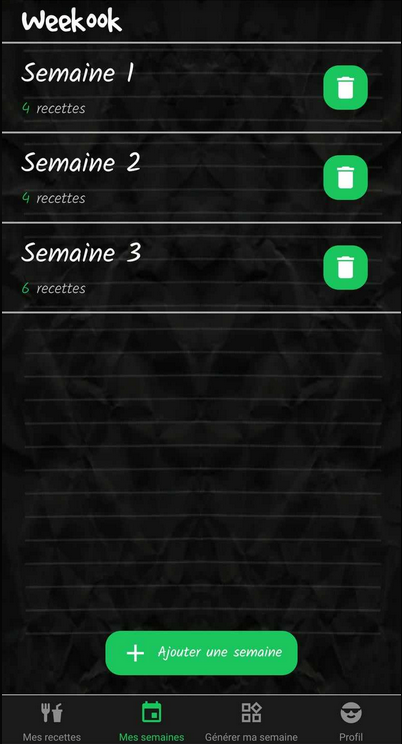 Weekook
Semaine 1
4 recettes
Semaine 2
4 recettes
Semaine 3
6 recettes
Ajouter une semaine
Mes recettes
Mes semaines
Générer ma semaine
Profil